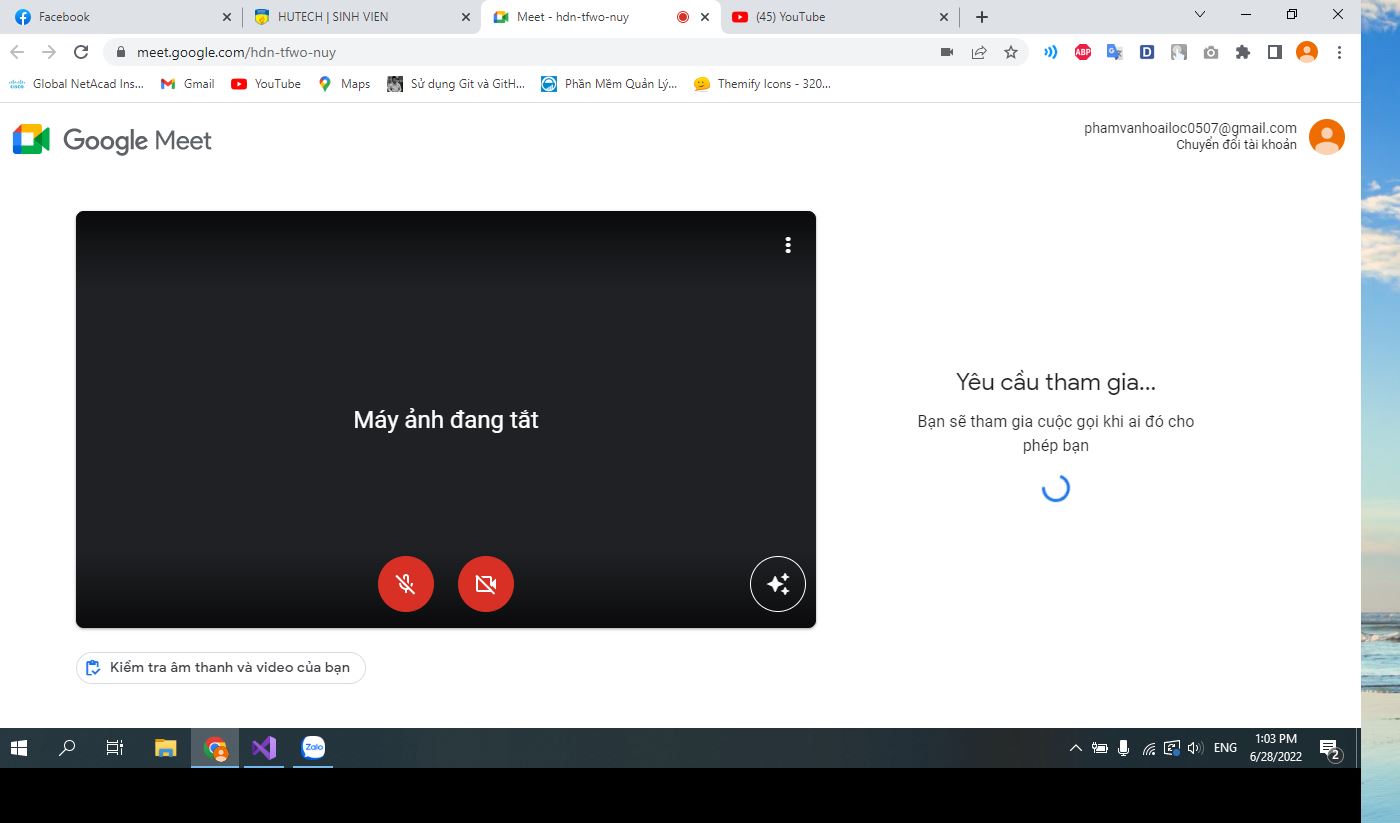 Facebook
HUTECH | SINH VIEN
Meet - hdn-tfwo-nuy
(45) YouTube
meet.google.com/hdn-tfwo-nuy
ABP
D
Global NetAcad Ins...
Gmail
YouTube
Maps
Sử dụng Git và GitH...
Phần Mềm Quản Lý...
Themify Icons - 320...
Google Meet
phamvanhoailoc0507@gmail.com
Chuyển đổi tài khoản
Máy ảnh đang tắt
Yêu cầu tham gia...
Bạn sẽ tham gia cuộc gọi khi ai đó cho
phép bạn
Kiểm tra âm thanh và video của bạn
Zalo
ENG
1:03 PM
6/28/2022
2